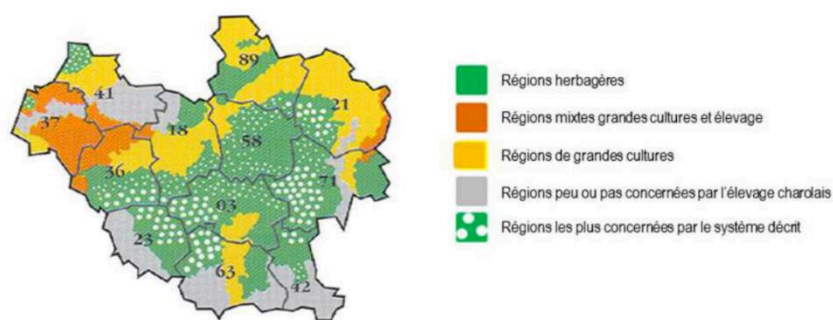 89
41
21
37
18
58
36
71
03
23
63
42
Régions herbagères
Régions mixtes grandes cultures et élevage
Régions de grandes cultures
Régions peu ou pas concernées par l'élevage charolais
Régions les plus concernées par le système décrit